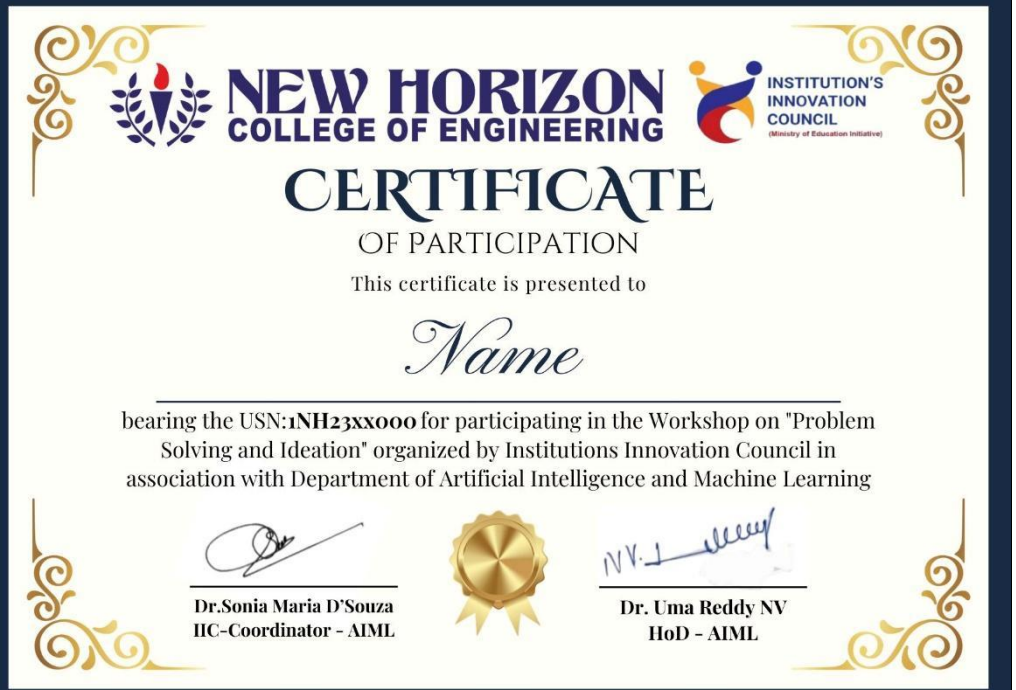 NEW HORIZON
COLLEGE OF ENGINEERING
INSTITUTION'S
INNOVATION
COUNCIL
(Ministry of Education Initiative)
CERTIFICATE
OF PARTICIPATION
This certificate is presented to
Name
bearing the USN:1NH23xx000 for participating in the Workshop on "Problem
Solving and Ideation" organized by Institutions Innovation Council in
association with Department of Artificial Intelligence and Machine Learning
Dr.Sonia Maria D'Souza
IIC-Coordinator - AIML
Dr. Uma Reddy NV
HoD - AIML